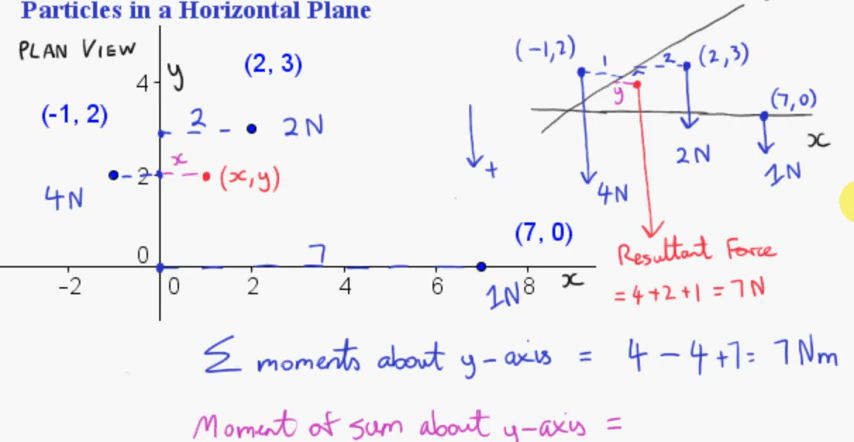 Particles in a Horizontal Plane
PLAN VIEW
y
4
(2, 3)
(-1, 2)
2
2N
x
2
(x,y)
4N
0
7
(7, 0)
-2
0
2
4
6
8
x
1N
(-1,2)
1
2
(2,3)
y
(7,0)
x
+
2N
1N
4N
Resultant Force
= 4+2+1 = 7N
Σ moments about y-axis = 4 - 4 +7= 7Nm
Moment of sum about y-axis =